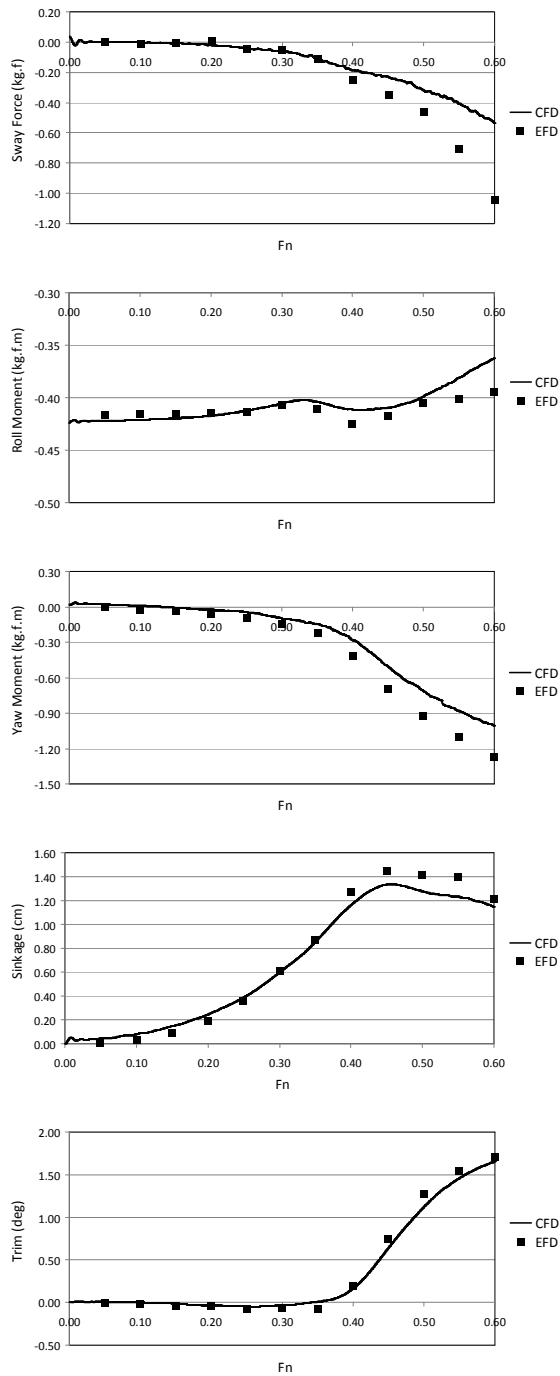 0.20
0.00
-0.20
-0.40
-0.60
-0.80
-1.00
-1.20
0.00 0.10 0.20 0.30 0.40 0.50 0.60
Sway Force (kg.f)
Fn
CFD
EFD
-0.30
-0.35
-0.40
-0.45
-0.50
0.00 0.10 0.20 0.30 0.40 0.50 0.60
Roll Moment (kg.f.m)
Fn
CFD
EFD
0.30
0.00
-0.30
-0.60
-0.90
-1.20
-1.50
0.00 0.10 0.20 0.30 0.40 0.50 0.60
Yaw Moment (kg.f.m)
Fn
CFD
EFD
1.60
1.40
1.20
1.00
0.80
0.60
0.40
0.20
0.00
0.00 0.10 0.20 0.30 0.40 0.50 0.60
Sinkage (cm)
Fn
CFD
EFD
2.00
1.50
1.00
0.50
0.00
-0.50
0.00 0.10 0.20 0.30 0.40 0.50 0.60
Trim (deg)
Fn
CFD
EFD